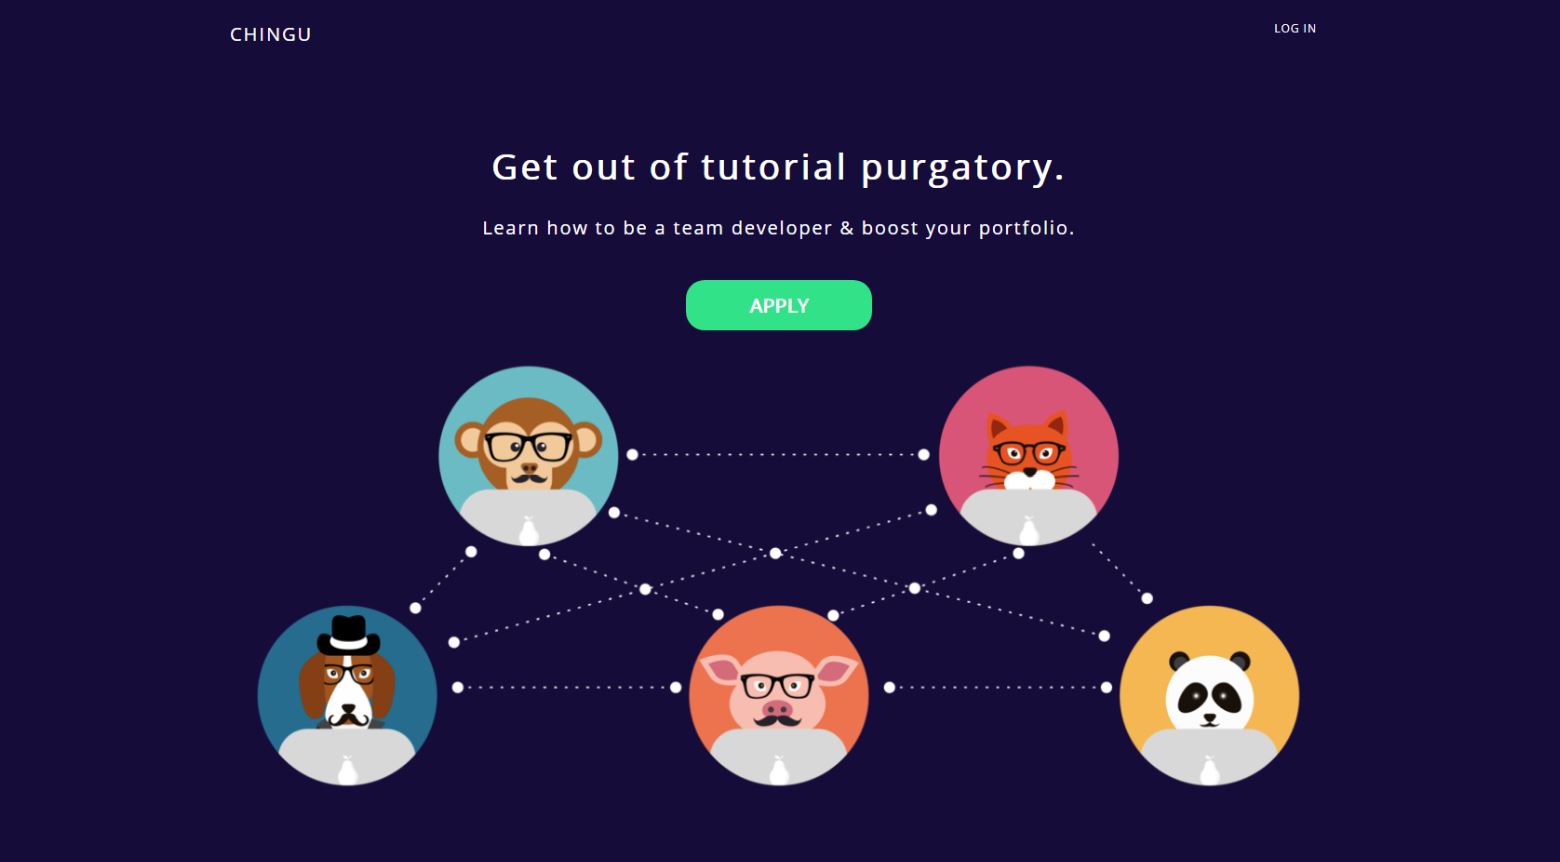 CHINGU
LOG IN
Get out of tutorial purgatory.
Learn how to be a team developer & boost your portfolio.
APPLY